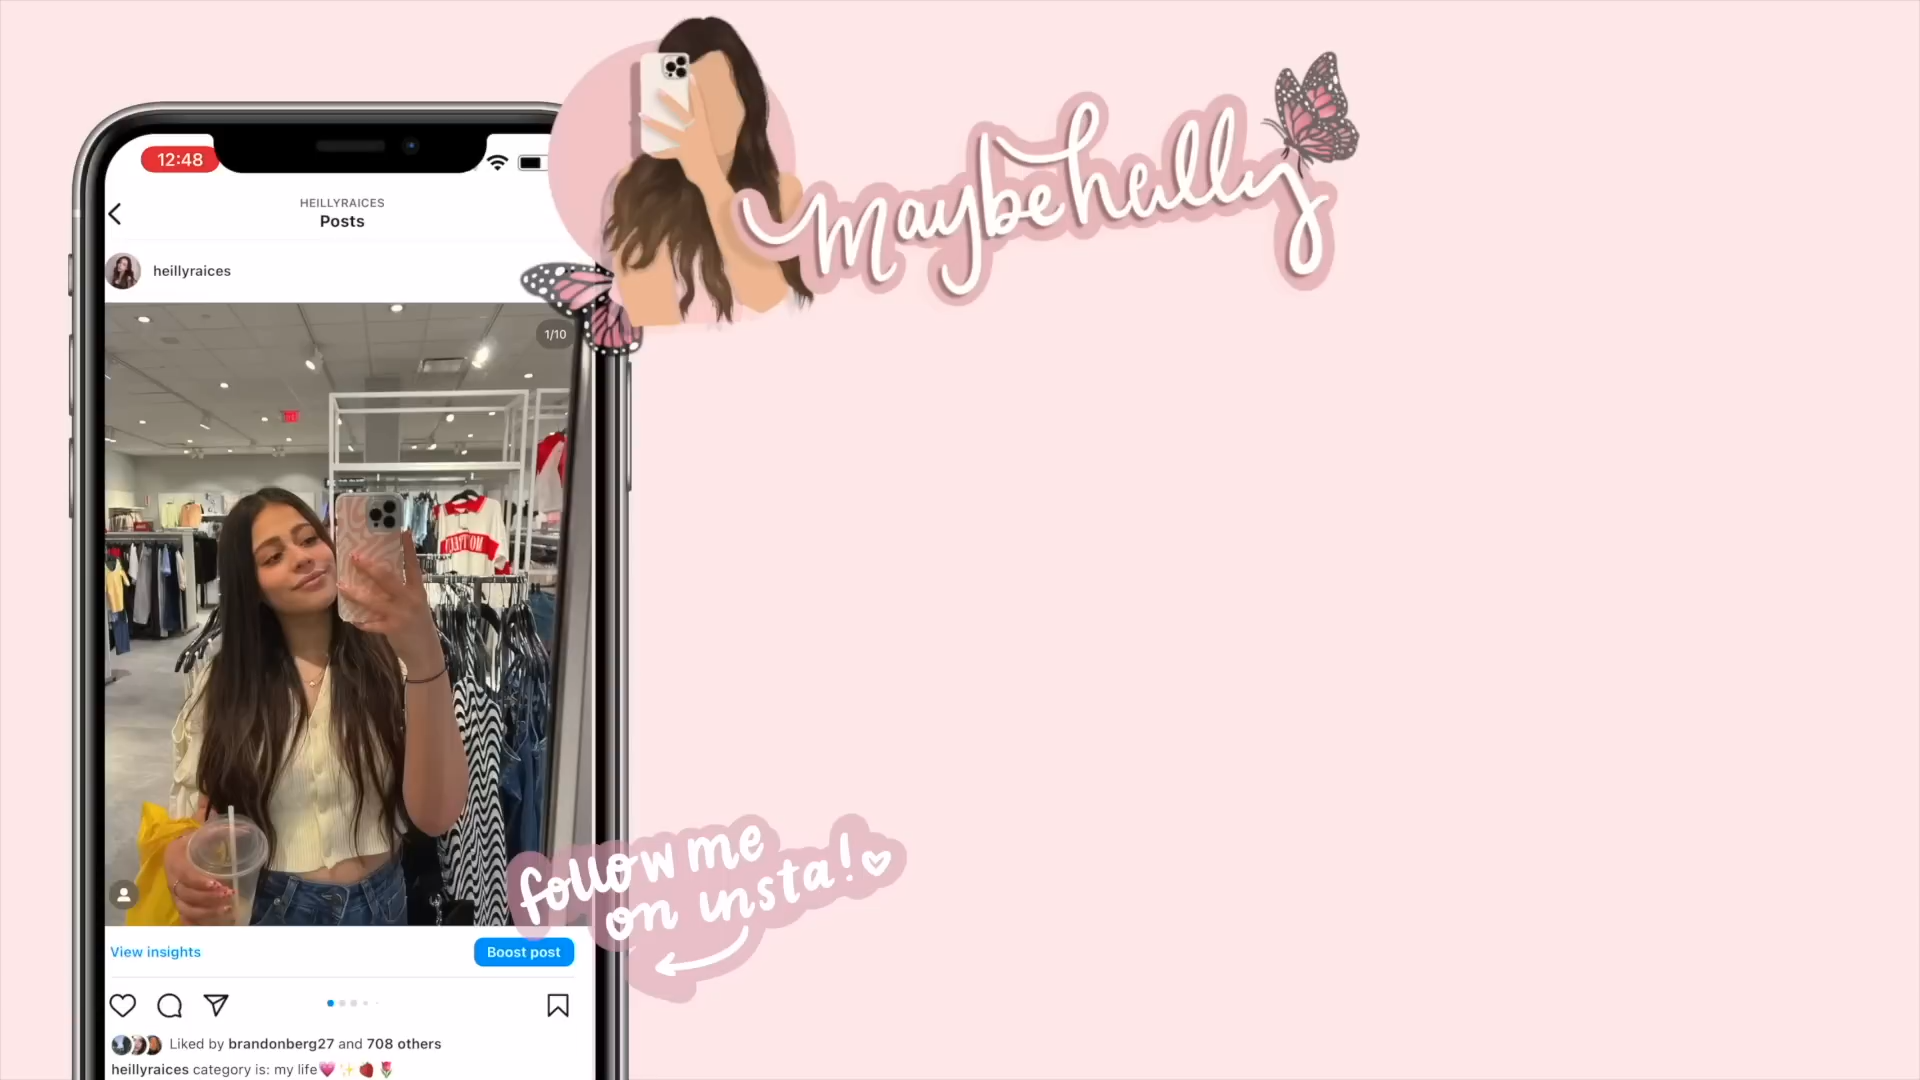 12:48
HEILLYRAICES
Posts
heillyraices
1/10
maybeheilly
follow me
on insta!
View insights
Boost post
Liked by brandonberg27 and 708 others
heillyraices category is: my life💗✨🍓🌷